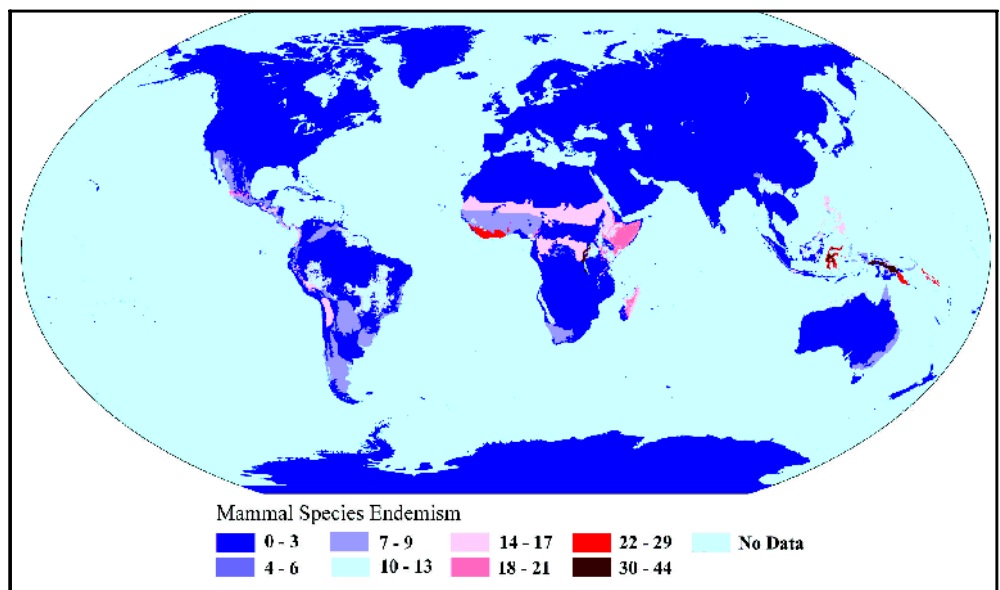 Mammal Species Endemism
0 - 3 7 - 9 14 - 17 22 - 29 No Data
4 - 6 10 - 13 18 - 21 30 - 44